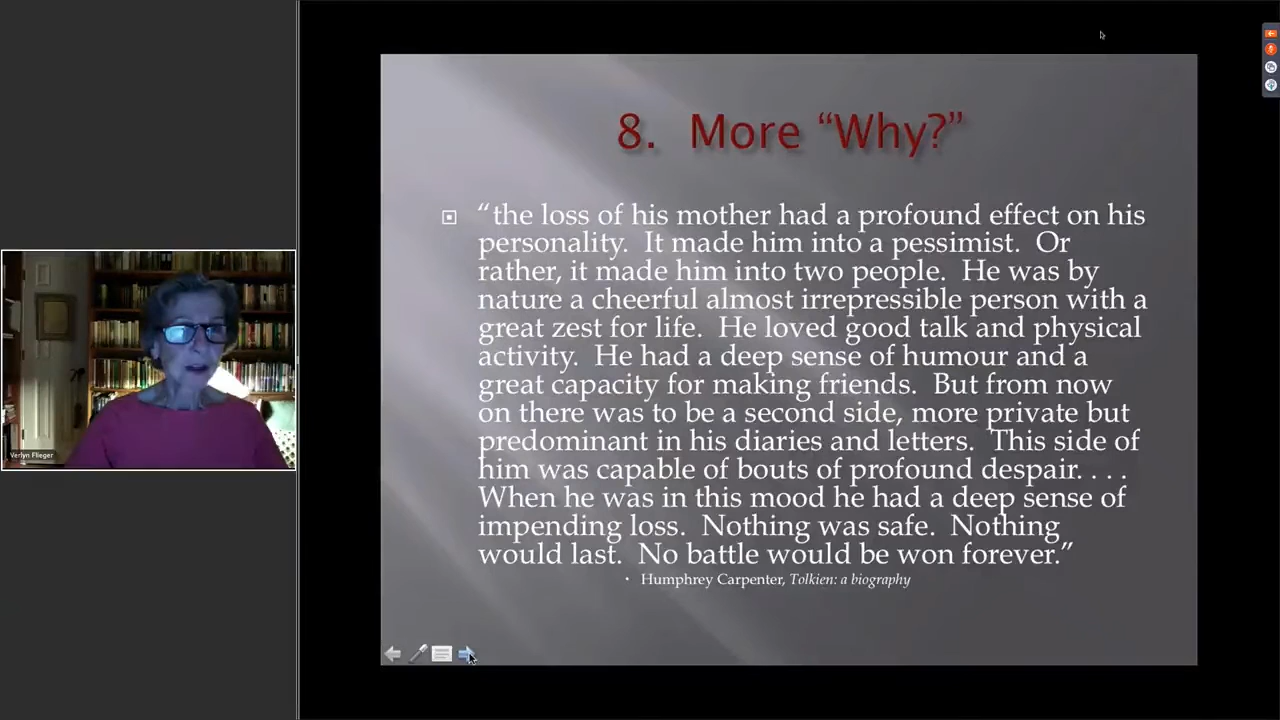 8. More “Why?”
“the loss of his mother had a profound effect on his
personality. It made him into a pessimist. Or
rather, it made him into two people. He was by
nature a cheerful almost irrepressible person with a
great zest for life. He loved good talk and physical
activity. He had a deep sense of humour and a
great capacity for making friends. But from now
on there was to be a second side, more private but
predominant in his diaries and letters. This side of
him was capable of bouts of profound despair. . . .
When he was in this mood he had a deep sense of
impending loss. Nothing was safe. Nothing
would last. No battle would be won forever.”
Humphrey Carpenter, Tolkien: a biography
Verlyn Flieger